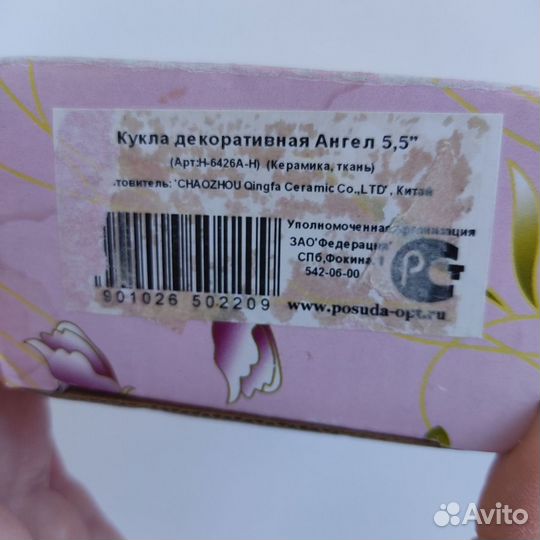 Кукла декоративная Ангел 5,5"
(Арт:Н-6426А-Н) (Керамика, ткань)
товитель: 'CHAOZHOU Qingfa Ceramic Co.,LTD' , Китай
Уполномоченная организация
ЗАО'Федерация'
СПб,Фокина, 1
542-06-00
901026 502209
www.posuda-opt.ru
Avito